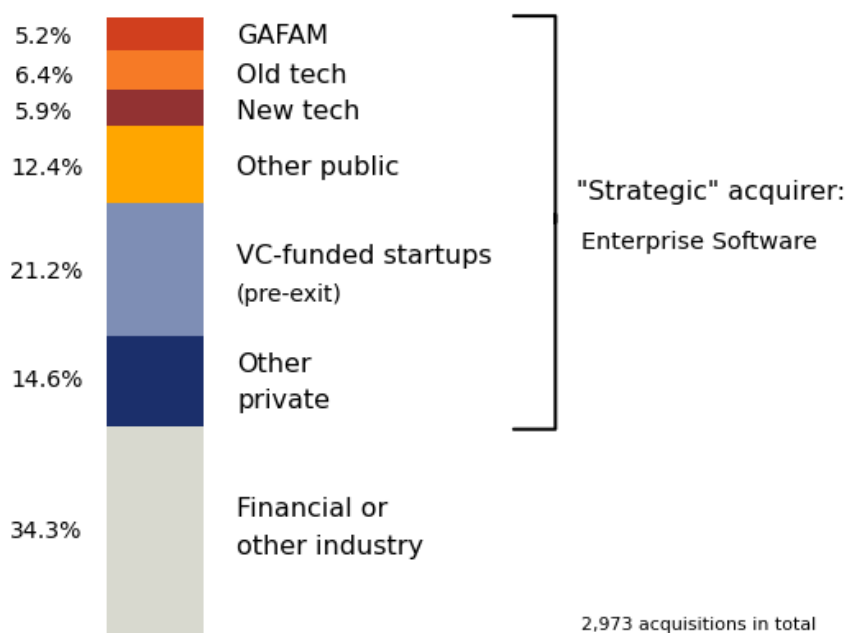 5.2% GAFAM
6.4% Old tech
5.9% New tech
12.4% Other public
"Strategic" acquirer:
Enterprise Software
21.2% VC-funded startups
(pre-exit)
14.6% Other
private
34.3% Financial or
other industry
2,973 acquisitions in total